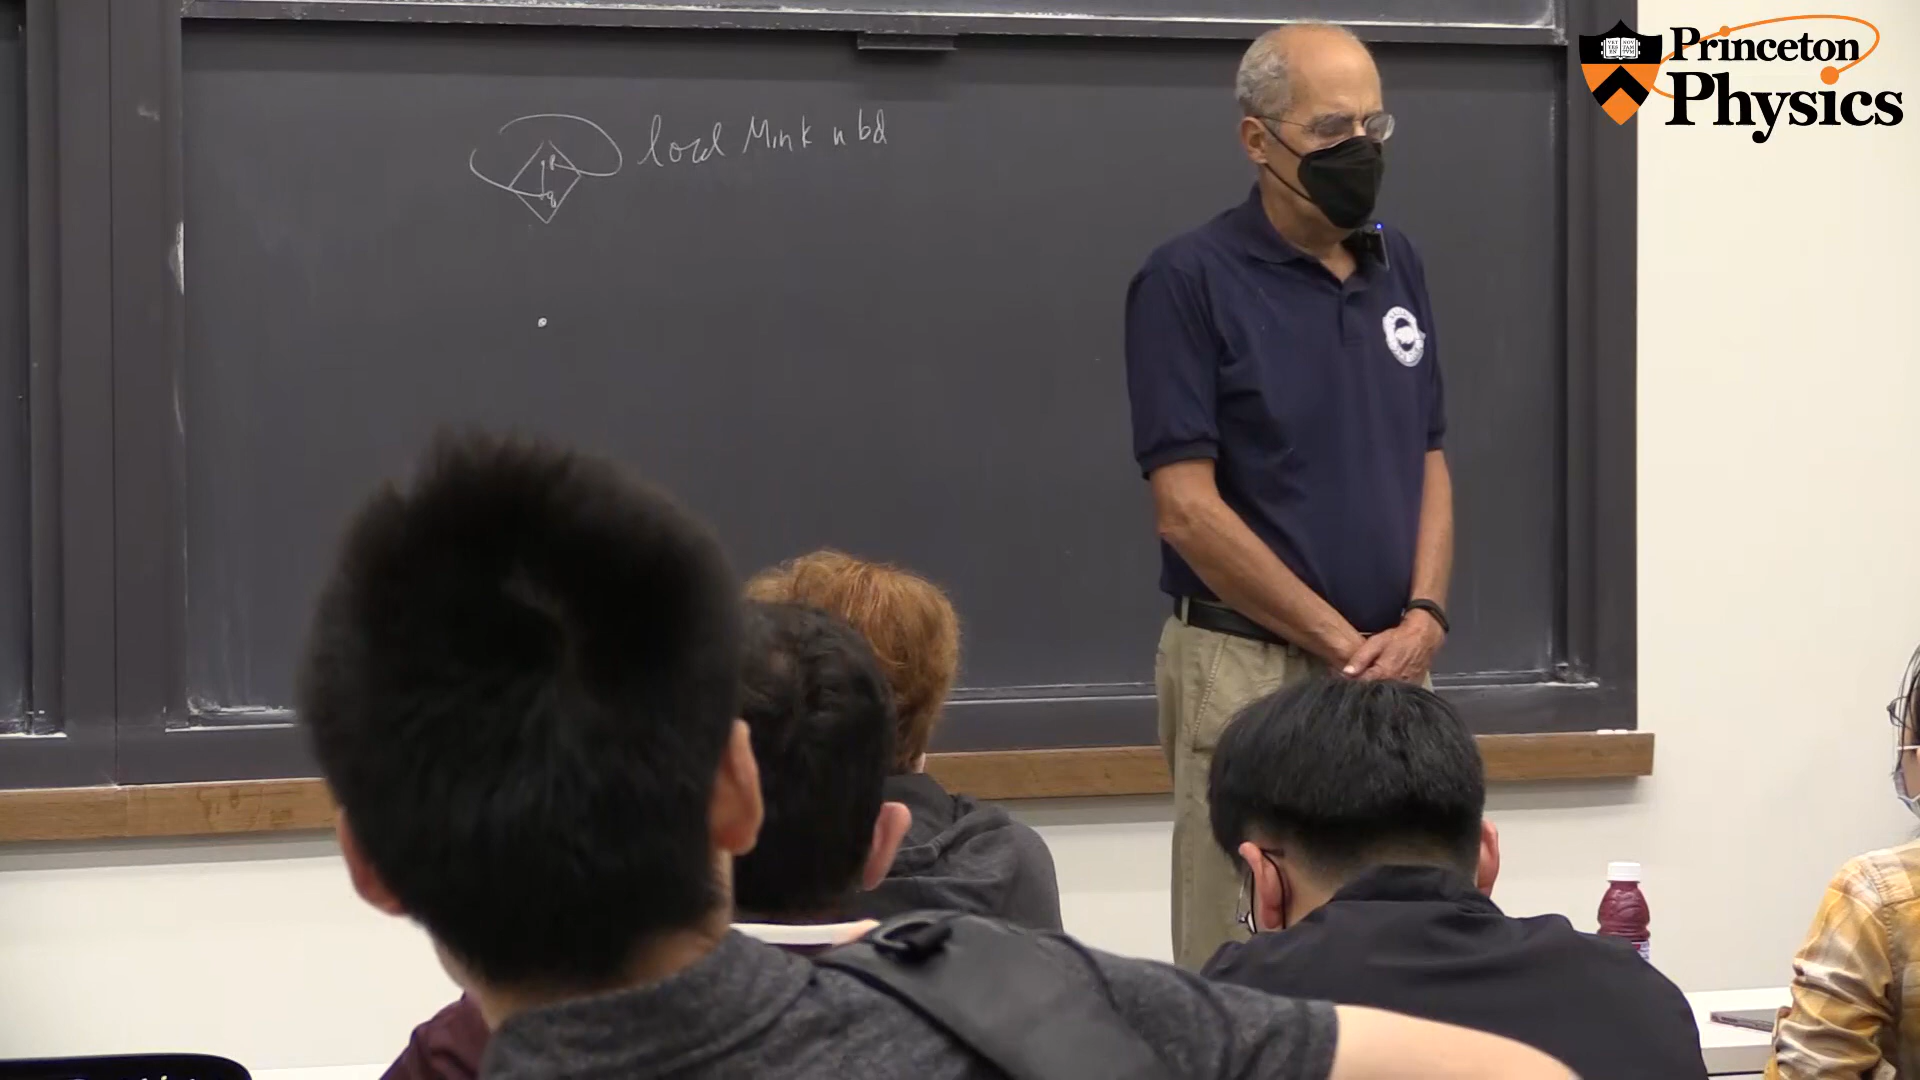 Princeton
Physics
local Mink nbd
p
q